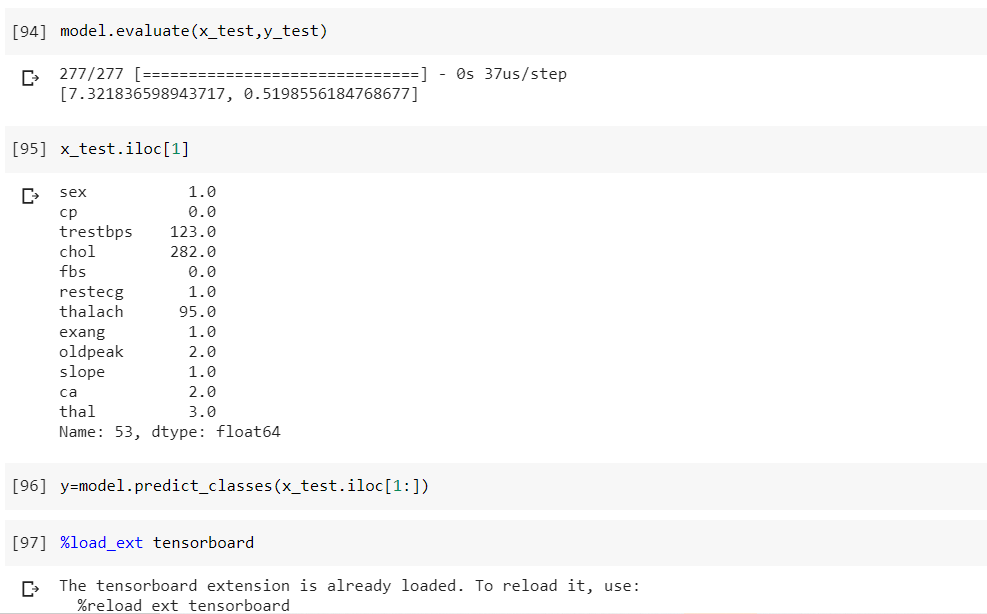 [94] model.evaluate(x_test,y_test)
277/277 [==============================] - 0s 37us/step
[7.321836598943717, 0.5198556184768677]
[95] x_test.iloc[1]
sex 1.0
cp 0.0
trestbps 123.0
chol 282.0
fbs 0.0
restecg 1.0
thalach 95.0
exang 1.0
oldpeak 2.0
slope 1.0
ca 2.0
thal 3.0
Name: 53, dtype: float64
[96] y=model.predict_classes(x_test.iloc[1:])
[97] %load_ext tensorboard
The tensorboard extension is already loaded. To reload it, use:
%reload_ext tensorboard